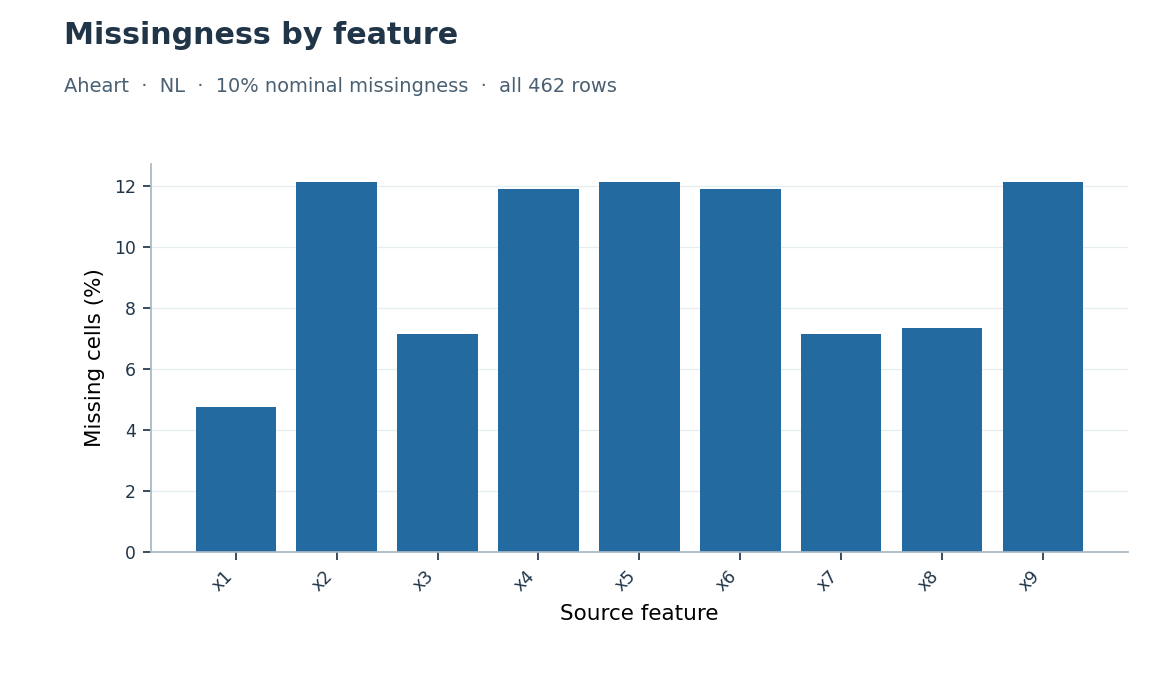 Missingness by feature
Aheart · NL · 10% nominal missingness · all 462 rows
Missing cells (%)
12
10
8
6
4
2
0
x1 x2 x3 x4 x5 x6 x7 x8 x9
Source feature